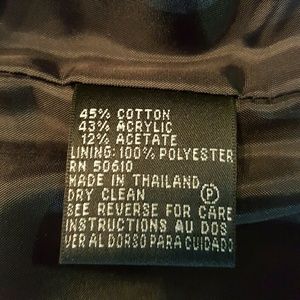 45% COTTON
43% ACRYLIC
12% ACETATE
LINING: 100% POLYESTER
RN 50610
MADE IN THAILAND
DRY CLEAN Ⓟ
SEE REVERSE FOR CARE
INSTRUCTIONS AU DOS
VER AL DORSO PARA CUIDADO